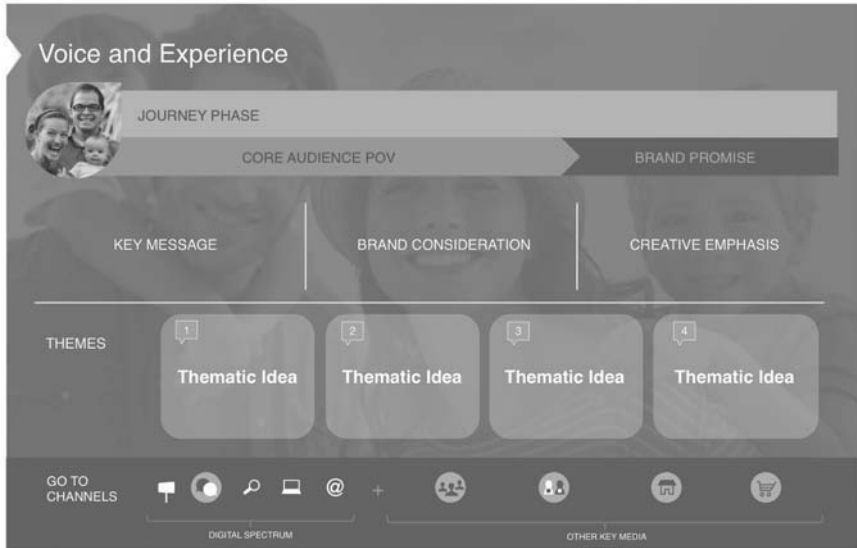 Voice and Experience
JOURNEY PHASE
CORE AUDIENCE POV
BRAND PROMISE
KEY MESSAGE
BRAND CONSIDERATION
CREATIVE EMPHASIS
THEMES
1
Thematic Idea
2
Thematic Idea
3
Thematic Idea
4
Thematic Idea
GO TO
CHANNELS
@
+
DIGITAL SPECTRUM
OTHER KEY MEDIA